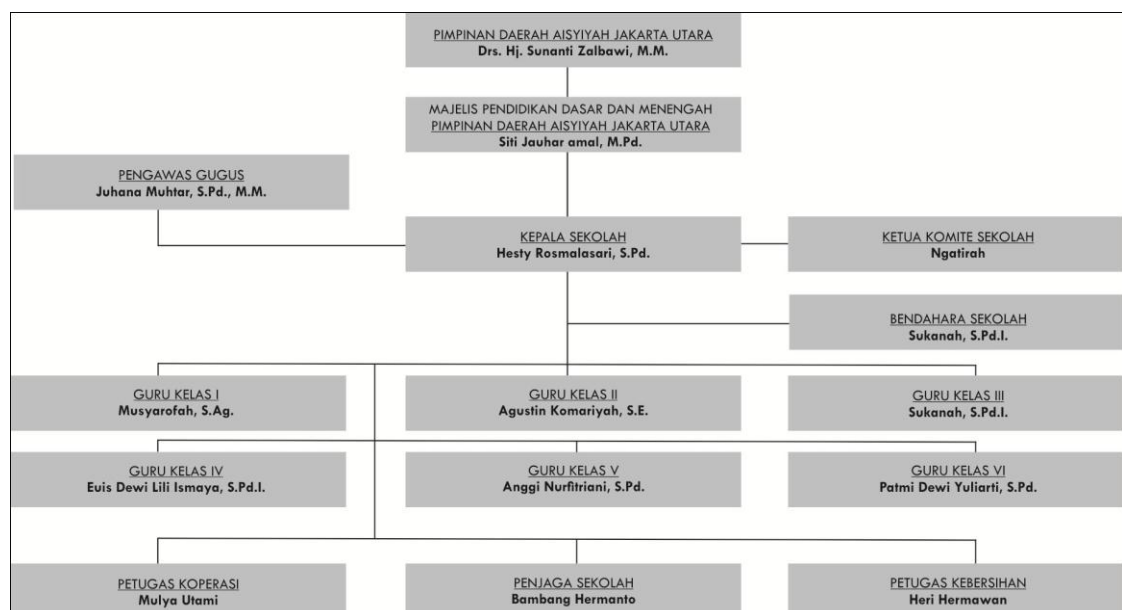 PIMPINAN DAERAH AISYIYAH JAKARTA UTARA
Drs. Hj. Sunanti Zalbawi, M.M.
MAJELIS PENDIDIKAN DASAR DAN MENENGAH
PIMPINAN DAERAH AISYIYAH JAKARTA UTARA
Siti Jauhar amal, M.Pd.
PENGAWAS GUGUS
Juhana Muhtar, S.Pd., M.M.
KEPALA SEKOLAH
Hesty Rosmalasari, S.Pd.
KETUA KOMITE SEKOLAH
Ngatirah
BENDAHARA SEKOLAH
Sukanah, S.Pd.I.
GURU KELAS I
Musyarofah, S.Ag.
GURU KELAS II
Agustin Komariyah, S.E.
GURU KELAS III
Sukanah, S.Pd.I.
GURU KELAS IV
Euis Dewi Lili Ismaya, S.Pd.I.
GURU KELAS V
Anggi Nurfitriani, S.Pd.
GURU KELAS VI
Patmi Dewi Yuliarti, S.Pd.
PETUGAS KOPERASI
Mulya Utami
PENJAGA SEKOLAH
Bambang Hermanto
PETUGAS KEBERSIHAN
Heri Hermawan